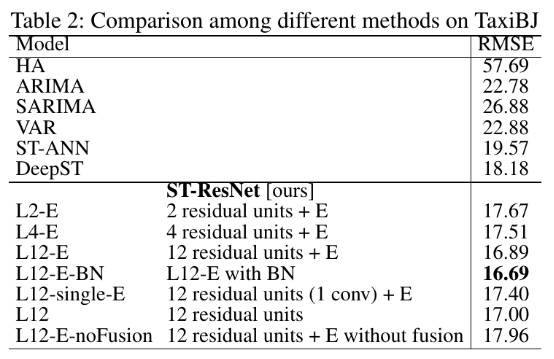 Table 2: Comparison among different methods on TaxiBJ
Model RMSE
HA 57.69
ARIMA 22.78
SARIMA 26.88
VAR 22.88
ST-ANN 19.57
DeepST 18.18
ST-ResNet [ours]
L2-E 2 residual units + E 17.67
L4-E 4 residual units + E 17.51
L12-E 12 residual units + E 16.89
L12-E-BN L12-E with BN 16.69
L12-single-E 12 residual units (1 conv) + E 17.40
L12 12 residual units 17.00
L12-E-noFusion 12 residual units + E without fusion 17.96